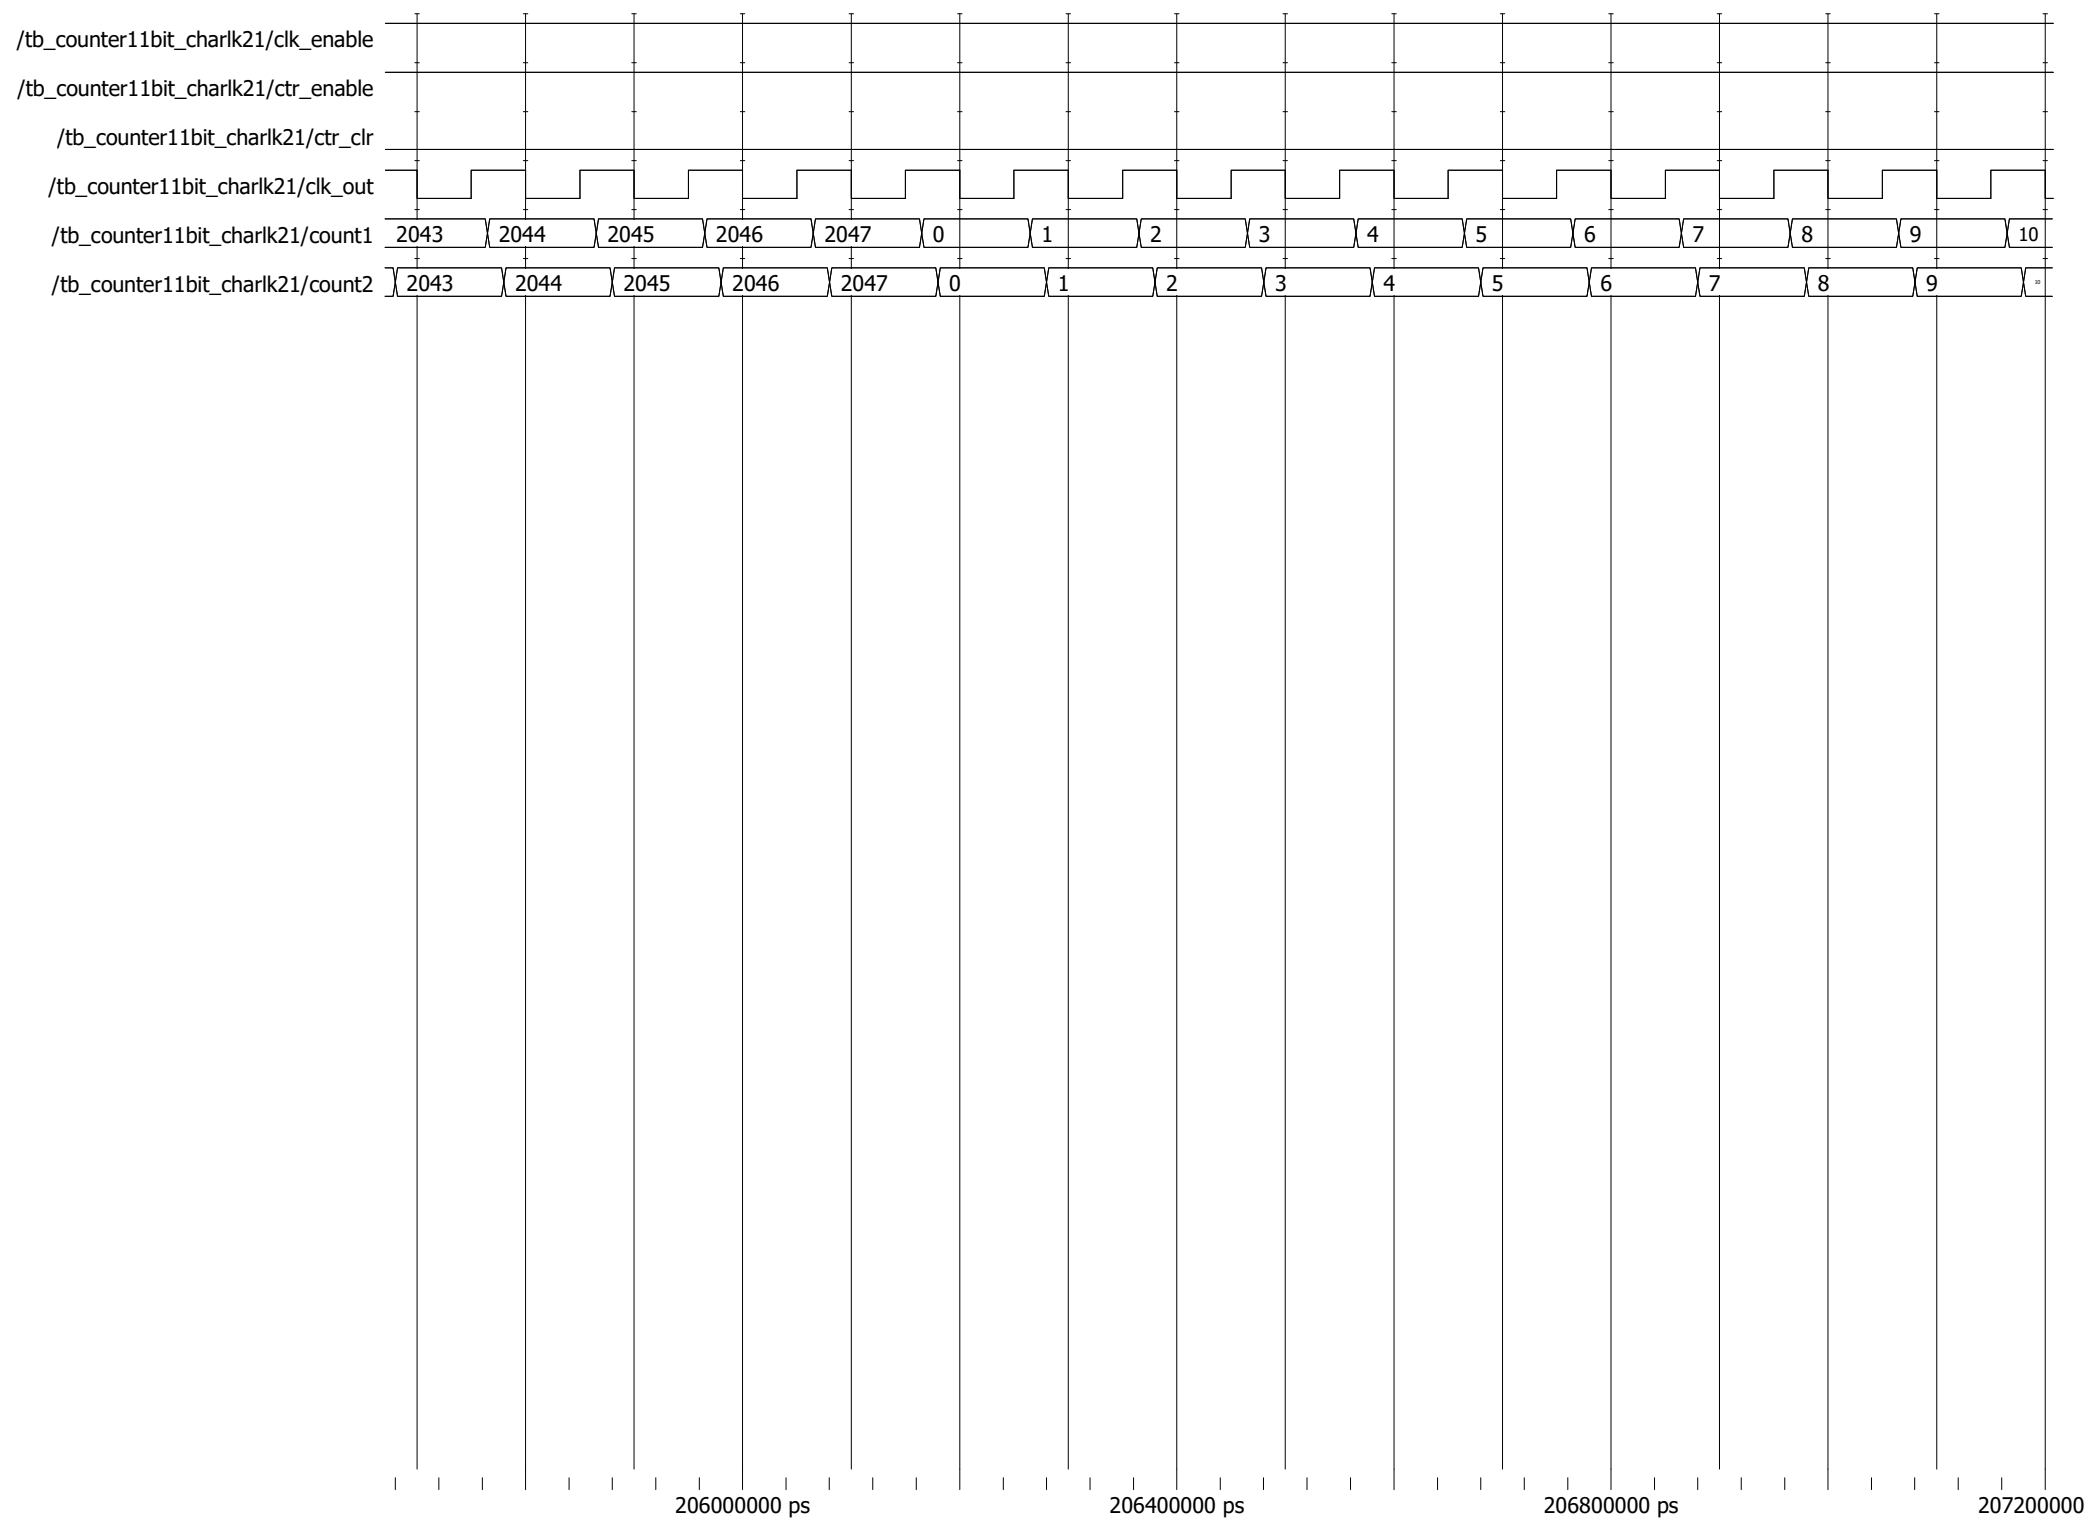 /tb_counter11bit_charlk21/clk_enable
/tb_counter11bit_charlk21/ctr_enable
/tb_counter11bit_charlk21/ctr_clr
/tb_counter11bit_charlk21/clk_out
/tb_counter11bit_charlk21/count1 2043 2044 2045 2046 2047 0 1 2 3 4 5 6 7 8 9 10
/tb_counter11bit_charlk21/count2 2043 2044 2045 2046 2047 0 1 2 3 4 5 6 7 8 9 10
206000000 ps 206400000 ps 206800000 ps 207200000